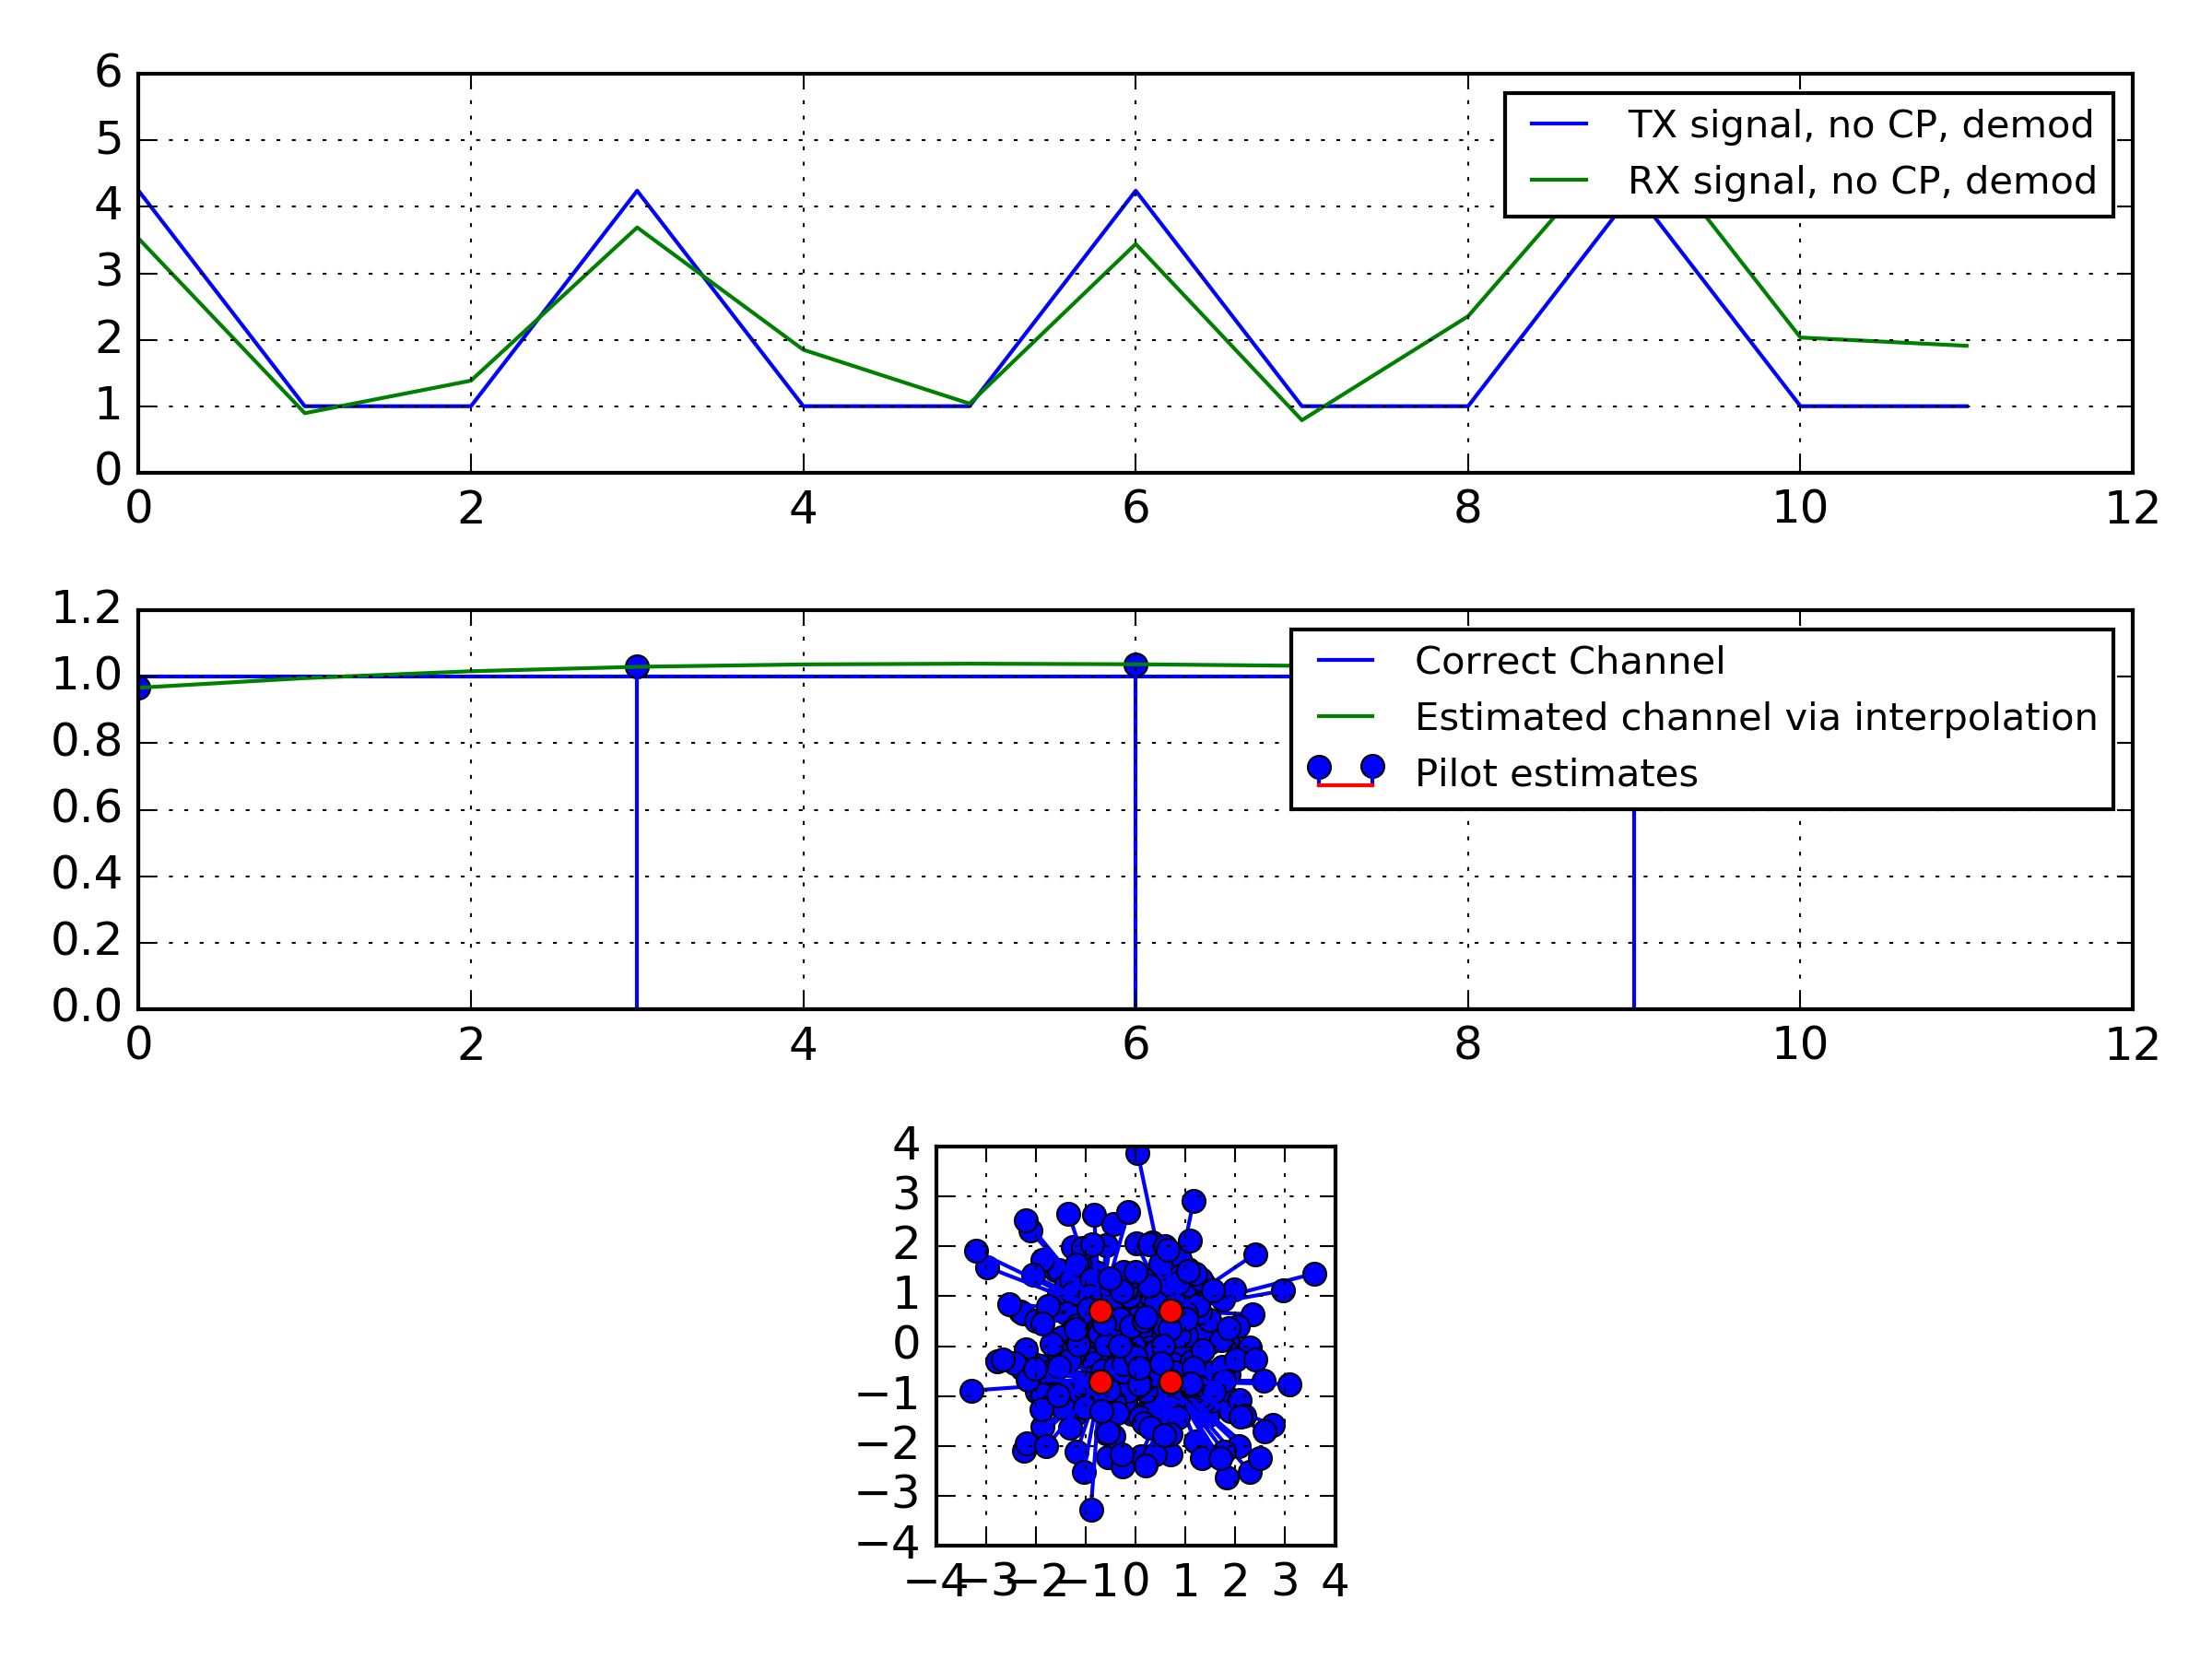 6
5
4
3
2
1
0
0 2 4 6 8 10 12
TX signal, no CP, demod
RX signal, no CP, demod
1.2
1.0
0.8
0.6
0.4
0.2
0.0
0 2 4 6 8 10 12
Correct Channel
Estimated channel via interpolation
Pilot estimates
4
3
2
1
0
−1
−2
−3
−4
−4 −3 −2 −1 0 1 2 3 4